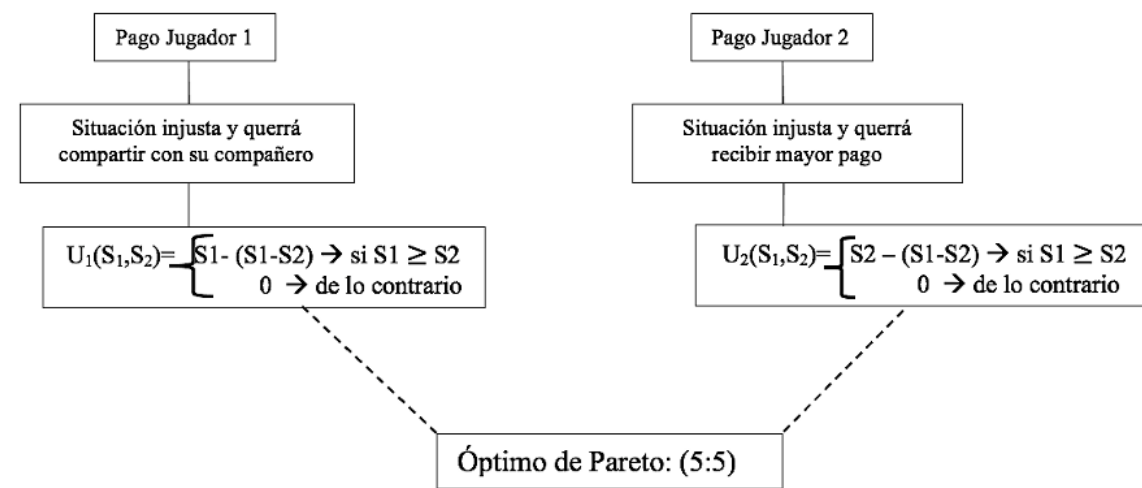 Pago Jugador 1
Pago Jugador 2
Situación injusta y querrá
compartir con su compañero
Situación injusta y querrá
recibir mayor pago
U₁(S₁,S₂)= S1- (S1-S2) → si S1 ≥ S2
0 → de lo contrario
U₂(S₁,S₂)= S2 – (S1-S2) → si S1 ≥ S2
0 → de lo contrario
Óptimo de Pareto: (5:5)